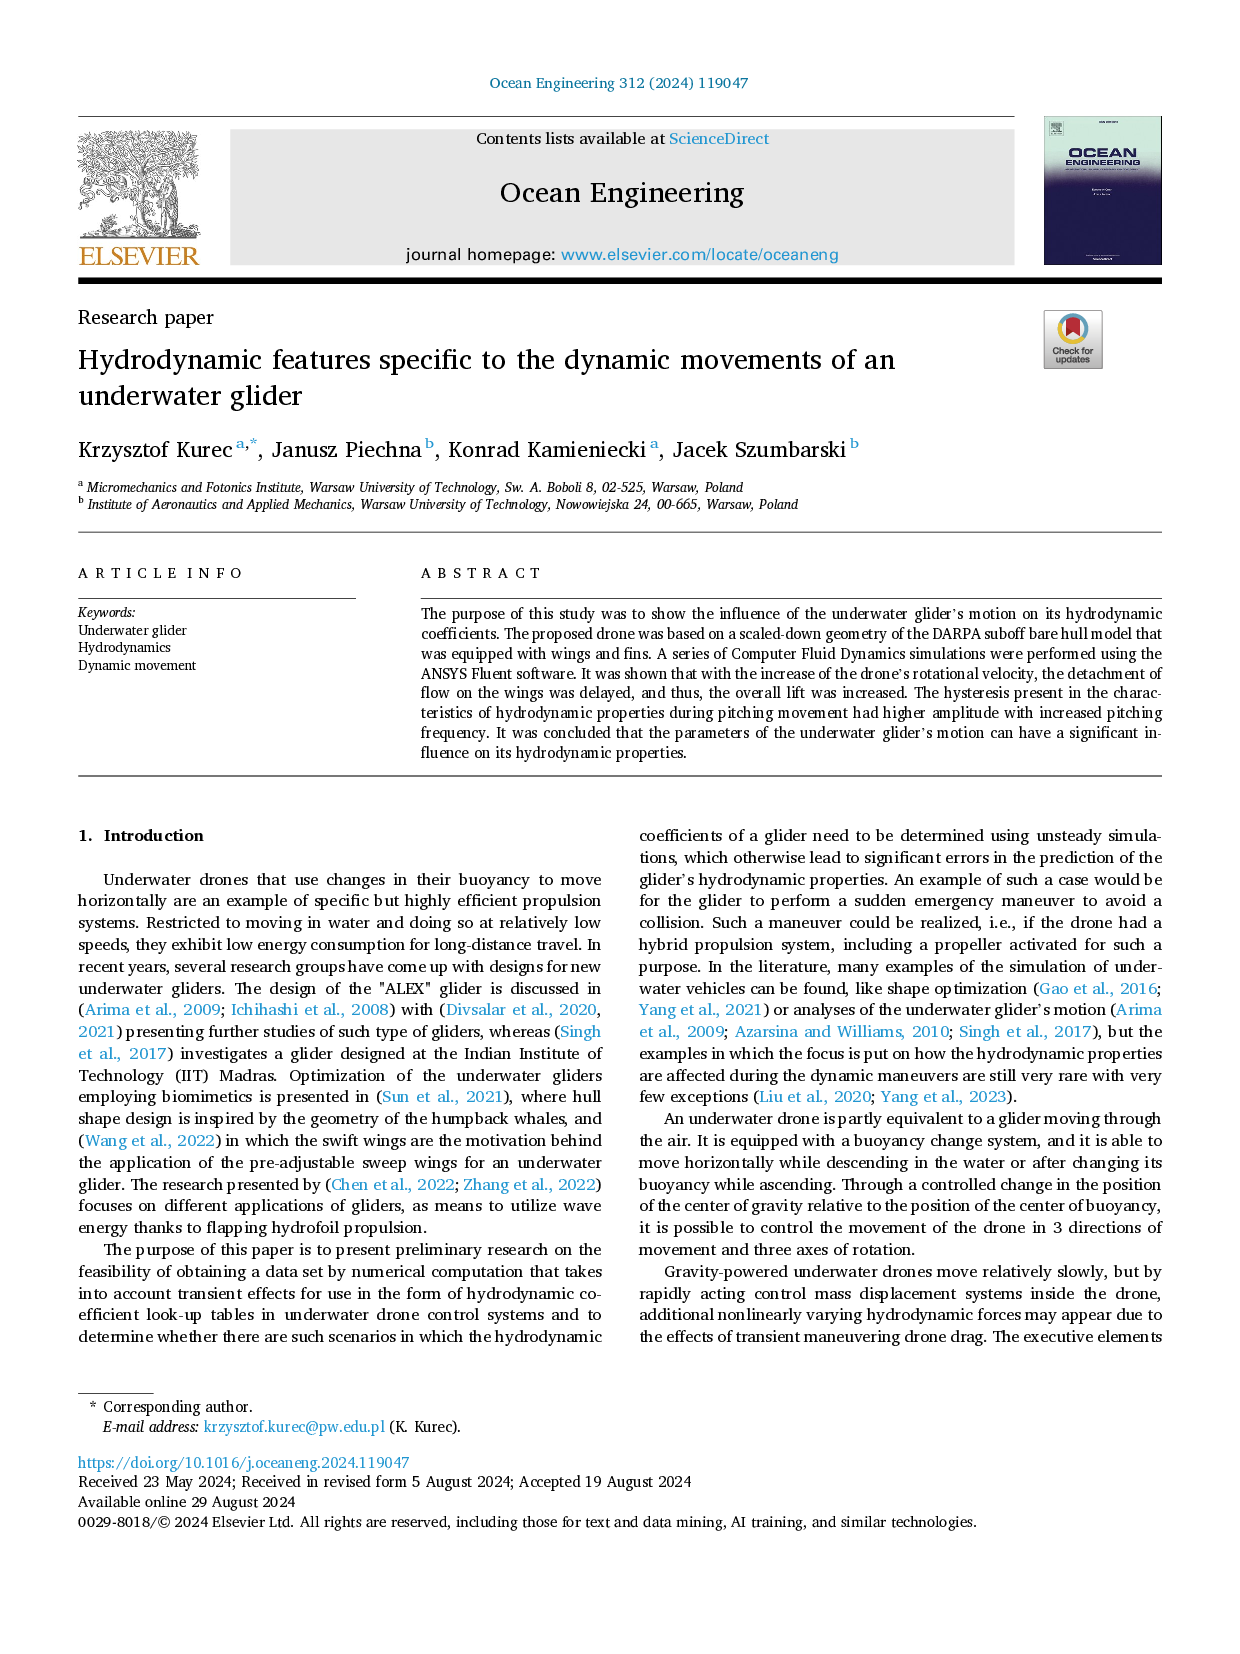 Ocean Engineering 312 (2024) 119047
Contents lists available at ScienceDirect
Ocean Engineering
journal homepage: www.elsevier.com/locate/oceaneng
ELSEVIER
OCEAN
ENGINEERING
Research paper
Check for
updates
Hydrodynamic features specific to the dynamic movements of an
underwater glider
Krzysztof Kurec a,*, Janusz Piechna b, Konrad Kamieniecki a, Jacek Szumbarski b
a Micromechanics and Fotonics Institute, Warsaw University of Technology, Sw. A. Boboli 8, 02-525, Warsaw, Poland
b Institute of Aeronautics and Applied Mechanics, Warsaw University of Technology, Nowowiejska 24, 00-665, Warsaw, Poland
ARTICLE INFO
Keywords:
Underwater glider
Hydrodynamics
Dynamic movement
ABSTRACT
The purpose of this study was to show the influence of the underwater glider's motion on its hydrodynamic
coefficients. The proposed drone was based on a scaled-down geometry of the DARPA suboff bare hull model that
was equipped with wings and fins. A series of Computer Fluid Dynamics simulations were performed using the
ANSYS Fluent software. It was shown that with the increase of the drone's rotational velocity, the detachment of
flow on the wings was delayed, and thus, the overall lift was increased. The hysteresis present in the charac-
teristics of hydrodynamic properties during pitching movement had higher amplitude with increased pitching
frequency. It was concluded that the parameters of the underwater glider's motion can have a significant in-
fluence on its hydrodynamic properties.
1. Introduction
Underwater drones that use changes in their buoyancy to move
horizontally are an example of specific but highly efficient propulsion
systems. Restricted to moving in water and doing so at relatively low
speeds, they exhibit low energy consumption for long-distance travel. In
recent years, several research groups have come up with designs for new
underwater gliders. The design of the "ALEX" glider is discussed in
(Arima et al., 2009; Ichihashi et al., 2008) with (Divsalar et al., 2020,
2021) presenting further studies of such type of gliders, whereas (Singh
et al., 2017) investigates a glider designed at the Indian Institute of
Technology (IIT) Madras. Optimization of the underwater gliders
employing biomimetics is presented in (Sun et al., 2021), where hull
shape design is inspired by the geometry of the humpback whales, and
(Wang et al., 2022) in which the swift wings are the motivation behind
the application of the pre-adjustable sweep wings for an underwater
glider. The research presented by (Chen et al., 2022; Zhang et al., 2022)
focuses on different applications of gliders, as means to utilize wave
energy thanks to flapping hydrofoil propulsion.
The purpose of this paper is to present preliminary research on the
feasibility of obtaining a data set by numerical computation that takes
into account transient effects for use in the form of hydrodynamic co-
efficient look-up tables in underwater drone control systems and to
determine whether there are such scenarios in which the hydrodynamic
coefficients of a glider need to be determined using unsteady simula-
tions, which otherwise lead to significant errors in the prediction of the
glider's hydrodynamic properties. An example of such a case would be
for the glider to perform a sudden emergency maneuver to avoid a
collision. Such a maneuver could be realized, i.e., if the drone had a
hybrid propulsion system, including a propeller activated for such a
purpose. In the literature, many examples of the simulation of under-
water vehicles can be found, like shape optimization (Gao et al., 2016;
Yang et al., 2021) or analyses of the underwater glider's motion (Arima
et al., 2009; Azarsina and Williams, 2010; Singh et al., 2017), but the
examples in which the focus is put on how the hydrodynamic properties
are affected during the dynamic maneuvers are still very rare with very
few exceptions (Liu et al., 2020; Yang et al., 2023).
An underwater drone is partly equivalent to a glider moving through
the air. It is equipped with a buoyancy change system, and it is able to
move horizontally while descending in the water or after changing its
buoyancy while ascending. Through a controlled change in the position
of the center of gravity relative to the position of the center of buoyancy,
it is possible to control the movement of the drone in 3 directions of
movement and three axes of rotation.
Gravity-powered underwater drones move relatively slowly, but by
rapidly acting control mass displacement systems inside the drone,
additional nonlinearly varying hydrodynamic forces may appear due to
the effects of transient maneuvering drone drag. The executive elements
* Corresponding author.
E-mail address: krzysztof.kurec@pw.edu.pl (K. Kurec).
https://doi.org/10.1016/j.oceaneng.2024.119047
Received 23 May 2024; Received in revised form 5 August 2024; Accepted 19 August 2024
Available online 29 August 2024
0029-8018/© 2024 Elsevier Ltd. All rights are reserved, including those for text and data mining, AI training, and similar technologies.